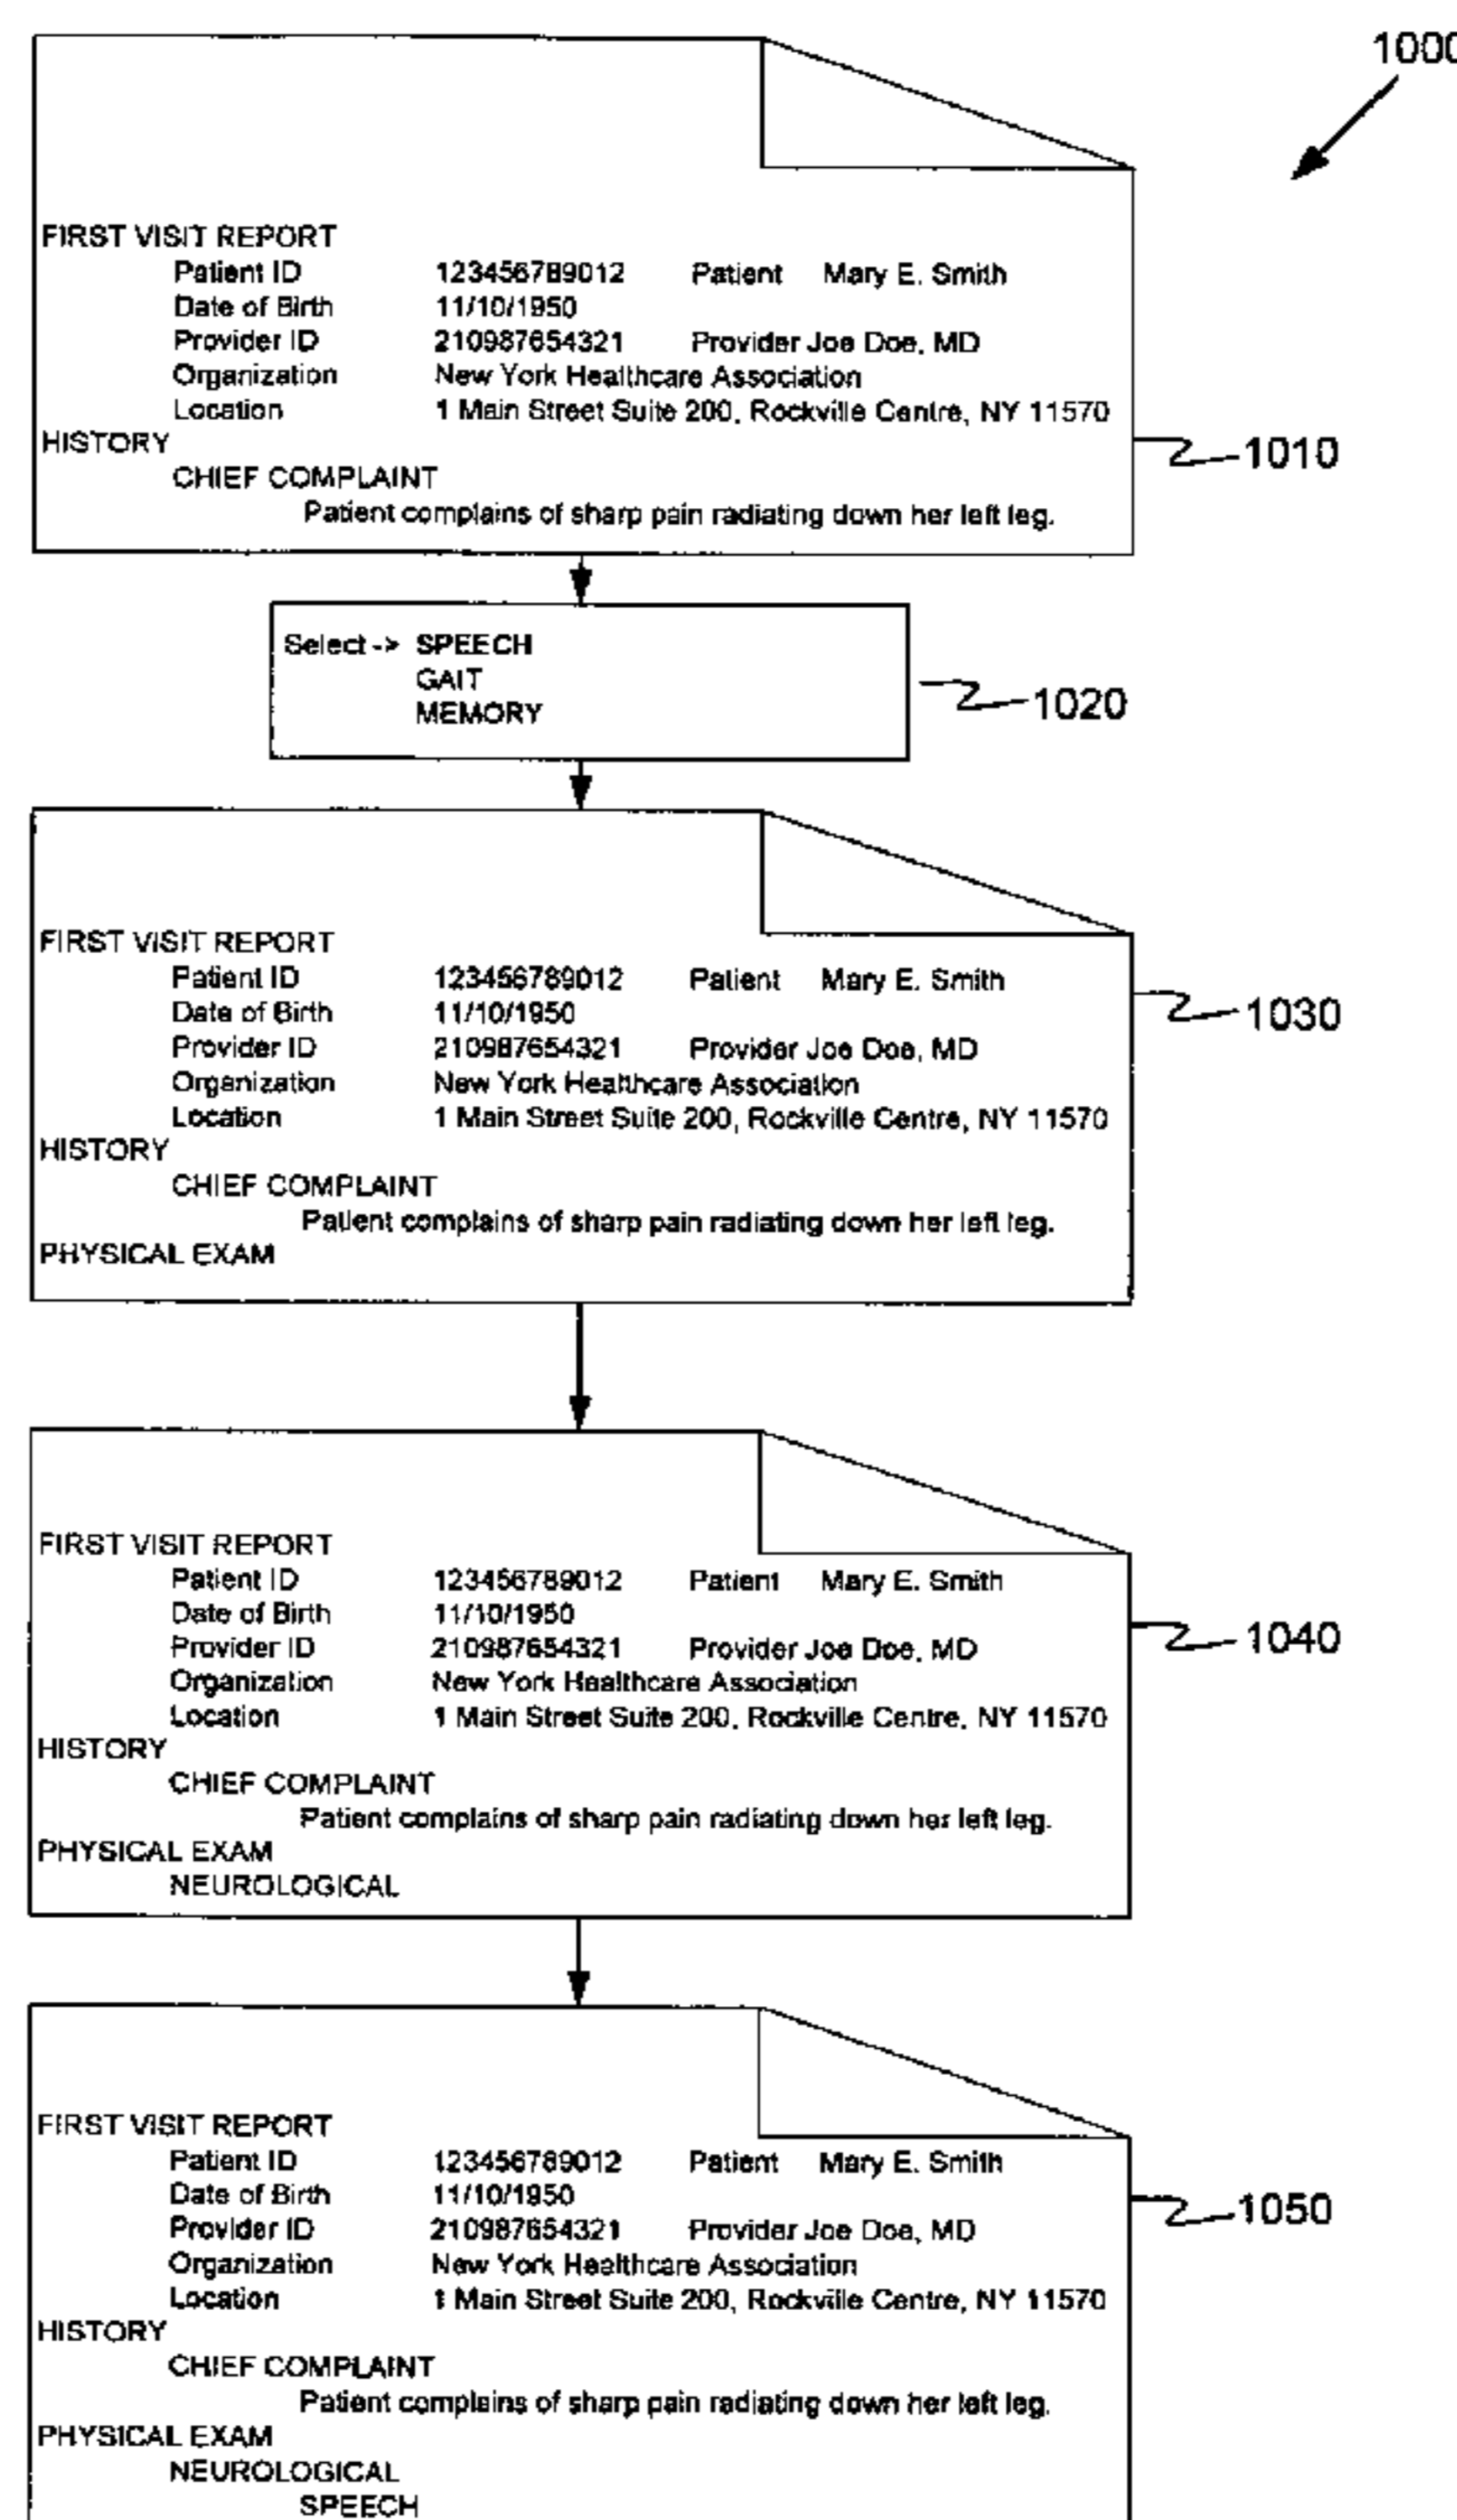 1000
FIRST VISIT REPORT
Patient ID 123456789012 Patient Mary E. Smith
Date of Birth 11/10/1950
Provider ID 210987654321 Provider Joe Doe, MD
Organization New York Healthcare Association
Location 1 Main Street Suite 200, Rockville Centre, NY 11570
HISTORY
1010
CHIEF COMPLAINT
Patient complains of sharp pain radiating down her left leg.
Select -> SPEECH
GAIT
MEMORY
1020
FIRST VISIT REPORT
Patient ID 123456789012 Patient Mary E. Smith
Date of Birth 11/10/1950
1030
Provider ID 210987654321 Provider Joe Doe, MD
Organization New York Healthcare Association
Location 1 Main Street Suite 200, Rockville Centre, NY 11570
HISTORY
CHIEF COMPLAINT
Patient complains of sharp pain radiating down her left leg.
PHYSICAL EXAM
FIRST VISIT REPORT
Patient ID 123456789012 Patient Mary E. Smith
Date of Birth 11/10/1950
Provider ID 210987654321 Provider Joe Doe, MD
1040
Organization New York Healthcare Association
Location 1 Main Street Suite 200, Rockville Centre, NY 11570
HISTORY
CHIEF COMPLAINT
Patient complains of sharp pain radiating down her left leg.
PHYSICAL EXAM
NEUROLOGICAL
FIRST VISIT REPORT
Patient ID 123456789012 Patient Mary E. Smith
Date of Birth 11/10/1950
1050
Provider ID 210987654321 Provider Joe Doe, MD
Organization New York Healthcare Association
Location 1 Main Street Suite 200, Rockville Centre, NY 11570
HISTORY
CHIEF COMPLAINT
Patient complains of sharp pain radiating down her left leg.
PHYSICAL EXAM
NEUROLOGICAL
SPEECH